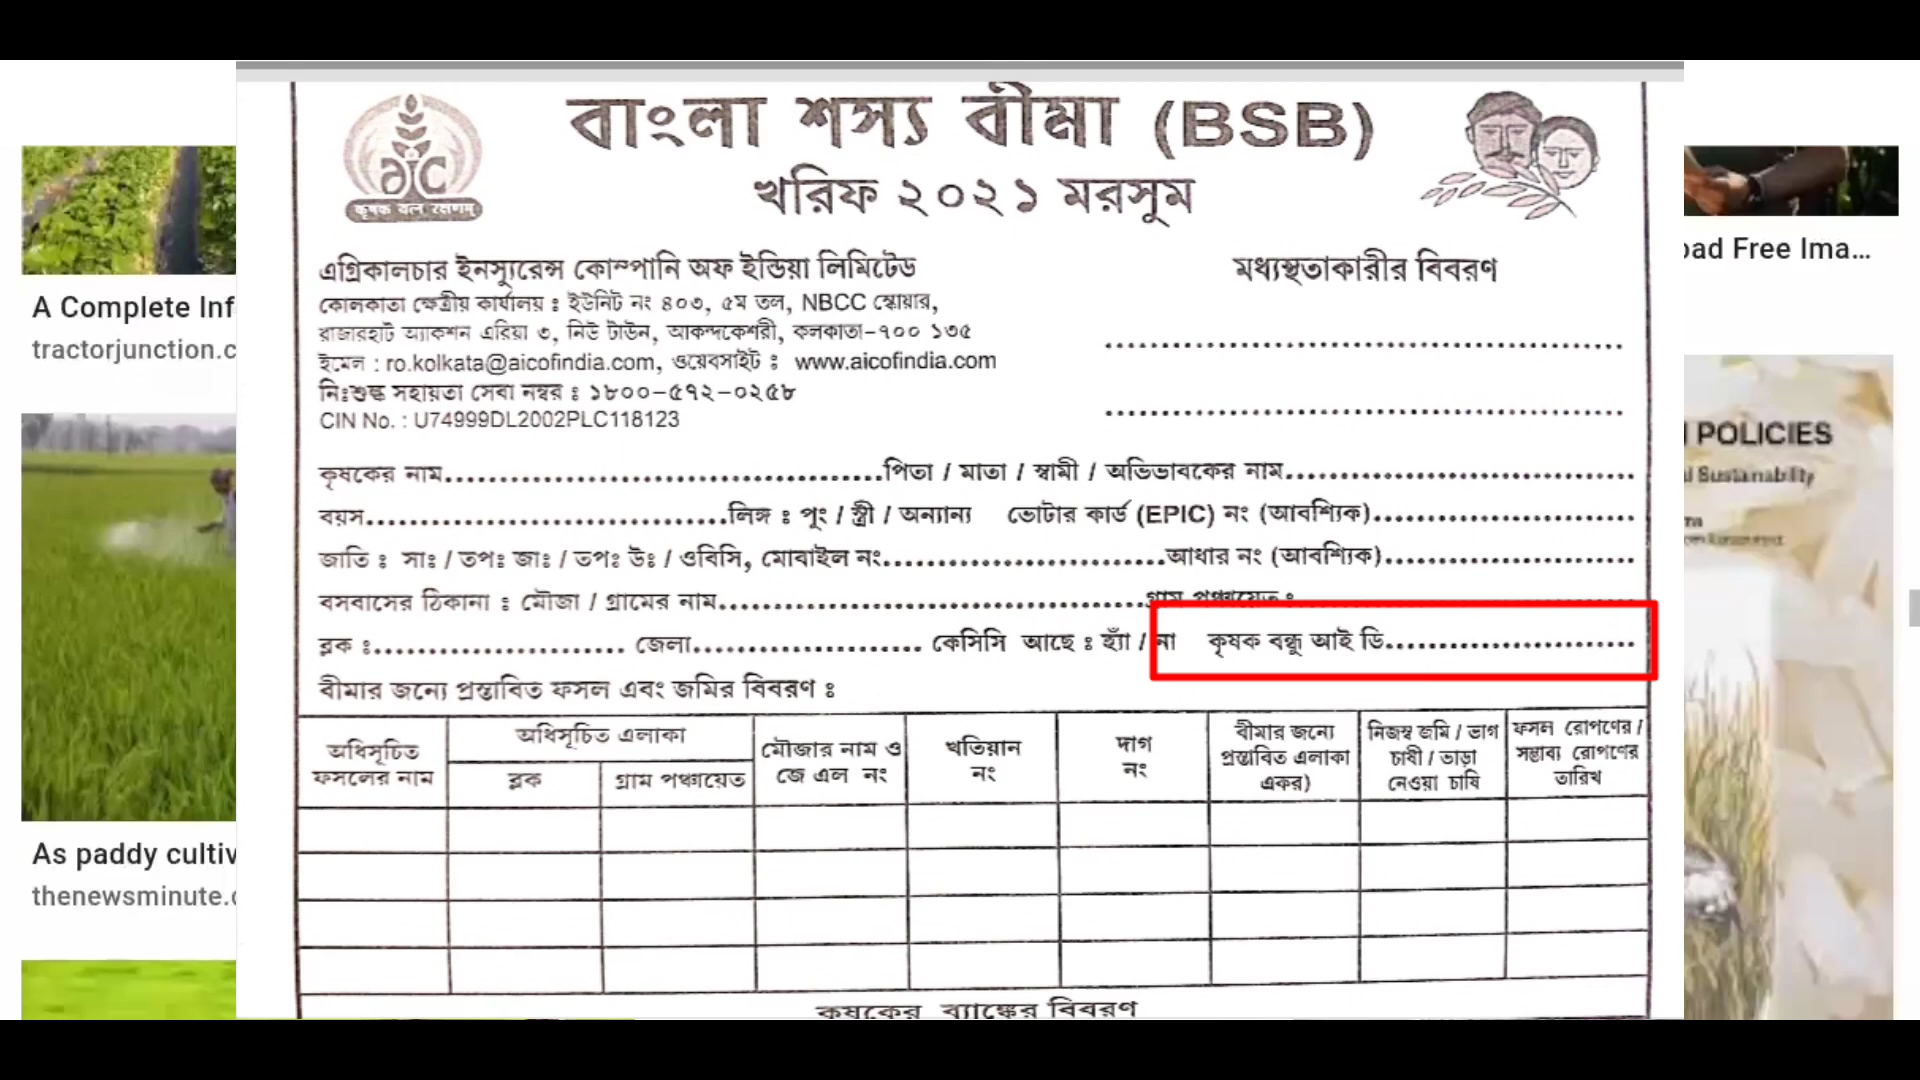 বাংলা শস্য বীমা (BSB)
খরিফ ২০২১ মরসুম
कृषक बल रक्षणम्
এগ্রিকালচার ইনস্যুরেন্স কোম্পানি অফ ইন্ডিয়া লিমিটেড
কোলকাতা ক্ষেত্রীয় কার্যালয় ঃ ইউনিট নং ৪০৩, ৫ম তল, NBCC স্কোয়ার,
রাজারহাট অ্যাকশন এরিয়া ৩, নিউ টাউন, আকন্দকেশরী, কলকাতা-৭০০ ১৩৫
ইমেল : ro.kolkata@aicofindia.com, ওয়েবসাইট ঃ www.aicofindia.com
নিঃশুল্ক সহায়তা সেবা নম্বর ঃ ১৮০০-৫৭২-০২৫৮
CIN No. : U74999DL2002PLC118123
মধ্যস্থতাকারীর বিবরণ
কৃষকের নাম..........পিতা / মাতা / স্বামী / অভিভাবকের নাম..........
বয়স..........লিঙ্গ ঃ পুং / স্ত্রী / অন্যান্য ভোটার কার্ড (EPIC) নং (আবশ্যিক)..........
জাতি ঃ সাঃ / তপঃ জাঃ / তপঃ উঃ / ওবিসি, মোবাইল নং..........আধার নং (আবশ্যিক)..........
বসবাসের ঠিকানা ঃ মৌজা / গ্রামের নাম..........গ্রাম পঞ্চায়েত ঃ..........
ব্লক ঃ.......... জেলা.......... কেসিসি আছে ঃ হ্যাঁ / না কৃষক বন্ধু আই ডি..........
বীমার জন্যে প্রস্তাবিত ফসল এবং জমির বিবরণ ঃ
অধিসূচিত
ফসলের নাম
অধিসূচিত এলাকা
ব্লক
গ্রাম পঞ্চায়েত
মৌজার নাম ও
জে এল নং
খতিয়ান
নং
দাগ
নং
বীমার জন্যে
প্রস্তাবিত এলাকা
একর)
নিজস্ব জমি / ভাগ
চাষী / ভাড়া
নেওয়া চাষি
ফসল রোপণের /
সম্ভাব্য রোপণের
তারিখ
কৃষকের ব্যাঙ্কের বিবরণ
A Complete Inf
tractorjunction.c
As paddy cultiv
thenewsminute.
oad Free Ima...
POLICIES
Sustainability